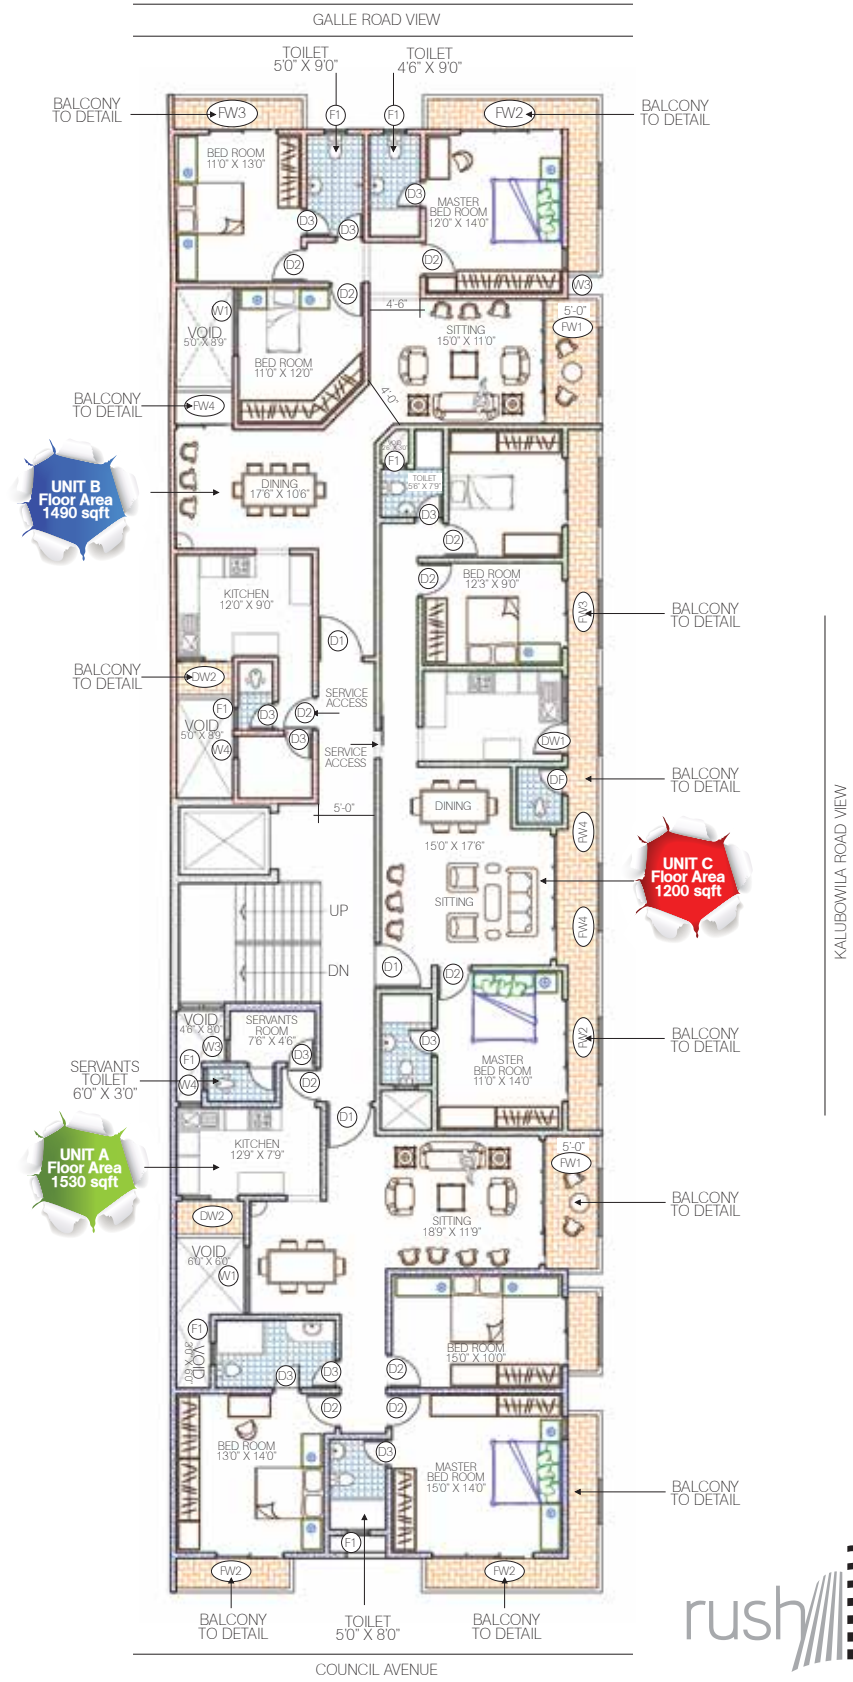 GALLE ROAD VIEW
TOILET
5'0" X 9'0"
TOILET
4'6" X 9'0"
BALCONY
TO DETAIL
FW3
F1
F1
FW2
BALCONY
TO DETAIL
BED ROOM
11'0" X 13'0"
D3
D3
D3
MASTER
BED ROOM
12'0" X 14'0"
D2
D2
D2
W3
W1
VOID
5'0" X 8'9"
4'-6"
5'-0"
FW1
SITTING
15'0" X 11'0"
BED ROOM
11'0" X 12'0"
4'-0"
BALCONY
TO DETAIL
FW4
F1
TOILET
5'6" X 7'9"
UNIT B
Floor Area
1490 sqft
DINING
17'6" X 10'6"
D3
D2
KITCHEN
12'0" X 9'0"
D2
BED ROOM
12'3" X 9'0"
FW3
BALCONY
TO DETAIL
D1
BALCONY
TO DETAIL
DW2
SERVICE
ACCESS
F1
D3
D2
VOID
5'0" X 8'9"
W4
D3
SERVICE
ACCESS
DW1
DF
BALCONY
TO DETAIL
5'-0"
DINING
15'0" X 17'6"
FW4
KALUBOWILA ROAD VIEW
UNIT C
Floor Area
1200 sqft
SITTING
UP
FW4
DN
D1
D2
VOID
4'6" X 8'0"
SERVANTS
ROOM
7'6" X 4'6"
W3
F1
D3
D3
FW2
BALCONY
TO DETAIL
MASTER
BED ROOM
11'0" X 14'0"
SERVANTS
TOILET
6'0" X 3'0"
W4
D2
D1
KITCHEN
12'9" X 7'9"
5'-0"
FW1
UNIT A
Floor Area
1530 sqft
BALCONY
TO DETAIL
DW2
SITTING
18'9" X 11'9"
VOID
6'0" X 6'0"
W1
F1
VOID
3'0" X 6'0"
BED ROOM
15'0" X 10'0"
D3
D3
D2
D2
D2
BED ROOM
13'0" X 14'0"
D3
MASTER
BED ROOM
15'0" X 14'0"
BALCONY
TO DETAIL
F1
FW2
FW2
BALCONY
TO DETAIL
TOILET
5'0" X 8'0"
BALCONY
TO DETAIL
rush
COUNCIL AVENUE